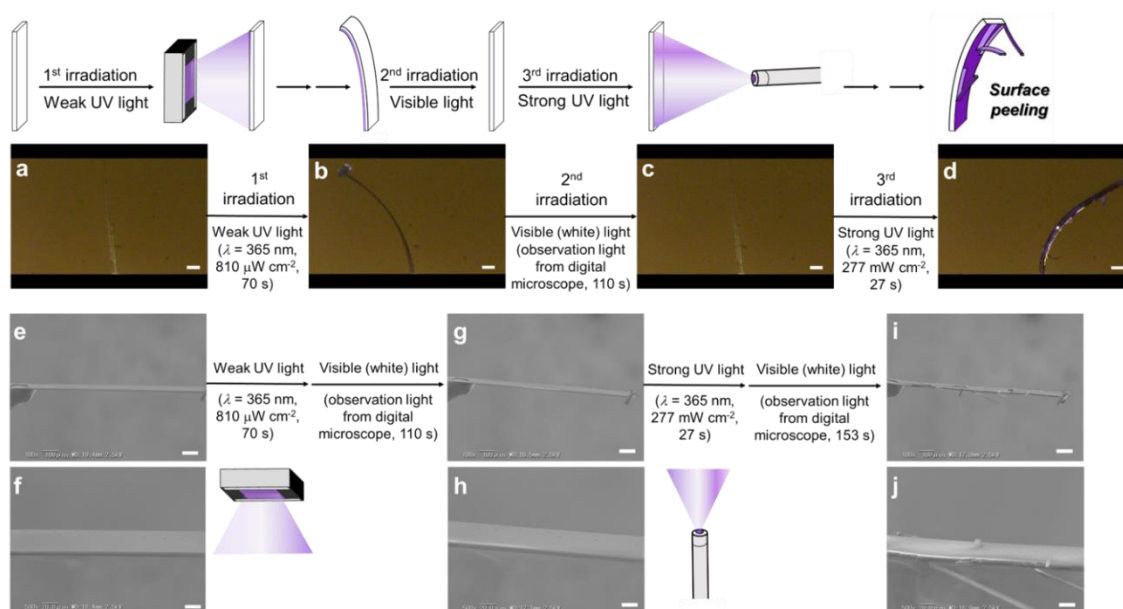 1st irradiation
Weak UV light
2nd irradiation
Visible light
3rd irradiation
Strong UV light
Surface
peeling
a
1st
irradiation
Weak UV light
(λ = 365 nm,
810 μW cm-2,
70 s)
b
2nd
irradiation
Visible (white) light
(observation light
from digital
microscope, 110 s)
c
3rd
irradiation
Strong UV light
(λ = 365 nm,
277 mW cm-2,
27 s)
d
e
Weak UV light
(λ = 365 nm,
810 μW cm-2,
70 s)
Visible (white) light
(observation light
from digital
microscope, 110 s)
g
Strong UV light
(λ = 365 nm,
277 mW cm-2,
27 s)
Visible (white) light
(observation light
from digital
microscope, 153 s)
i
f
h
j